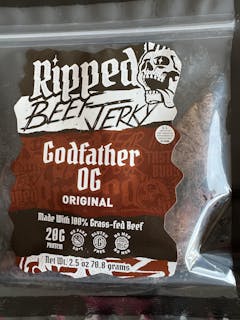 Ripped
BEEF JERKY
Godfather
OG
ORIGINAL
Made With 100% Grass-fed Beef
20G
PROTEIN
Net Wt. 2.5 oz 70.8 grams